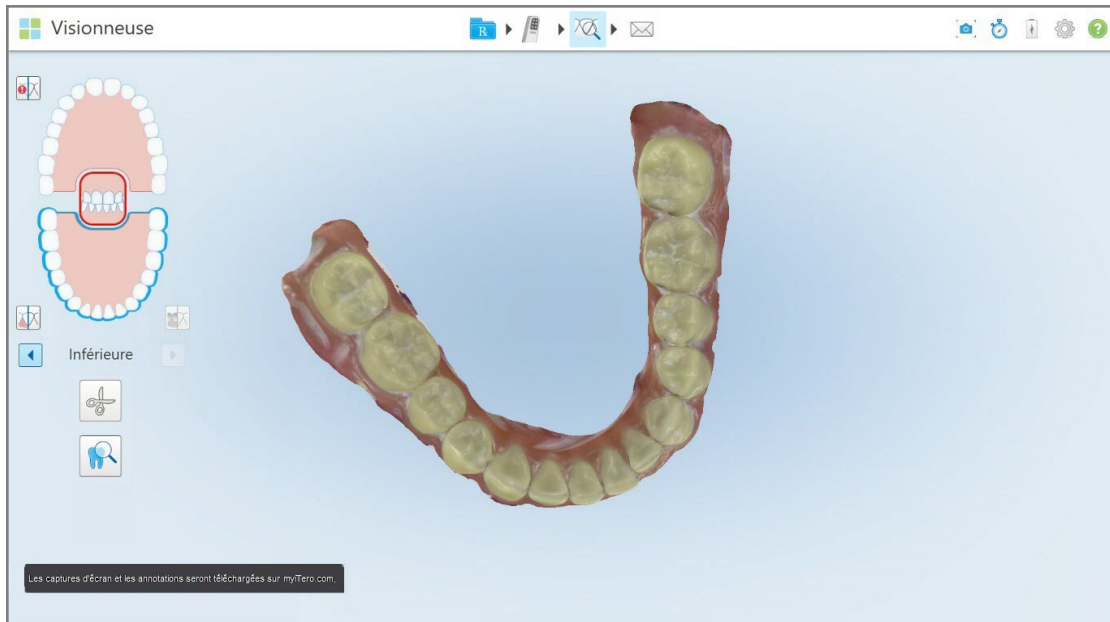 Visionneuse
R
Inférieure
Les captures d'écran et les annotations seront téléchargées sur myiTero.com.